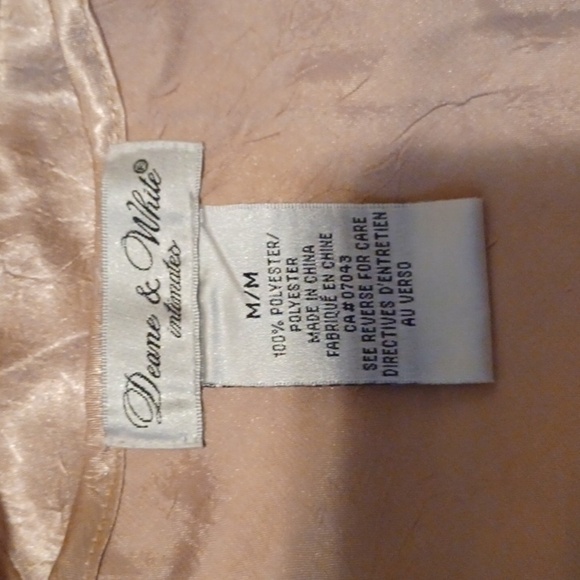 Deane & White®
intimates
M/M
100% POLYESTER/
POLYESTER
MADE IN CHINA
FABRIQUÉ EN CHINE
CA#07043
SEE REVERSE FOR CARE
DIRECTIVES D'ENTRETIEN
AU VERSO